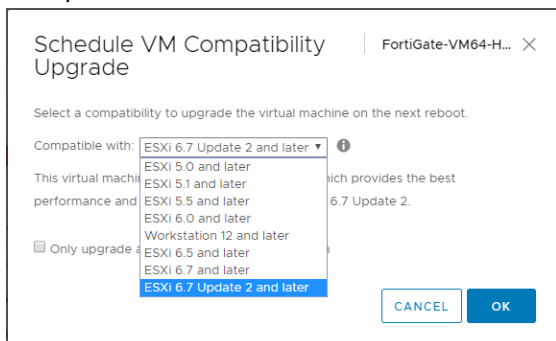 Schedule VM Compatibility
Upgrade
FortiGate-VM64-H...
Select a compatibility to upgrade the virtual machine on the next reboot.
Compatible with: ESXi 6.7 Update 2 and later
ESXi 5.0 and later
This virtual machin ich provides the best
ESXi 5.1 and later
ESXi 5.5 and later
performance and 6.7 Update 2.
ESXi 6.0 and later
Workstation 12 and later
Only upgrade a
ESXi 6.5 and later
ESXi 6.7 and later
ESXi 6.7 Update 2 and later
CANCEL OK